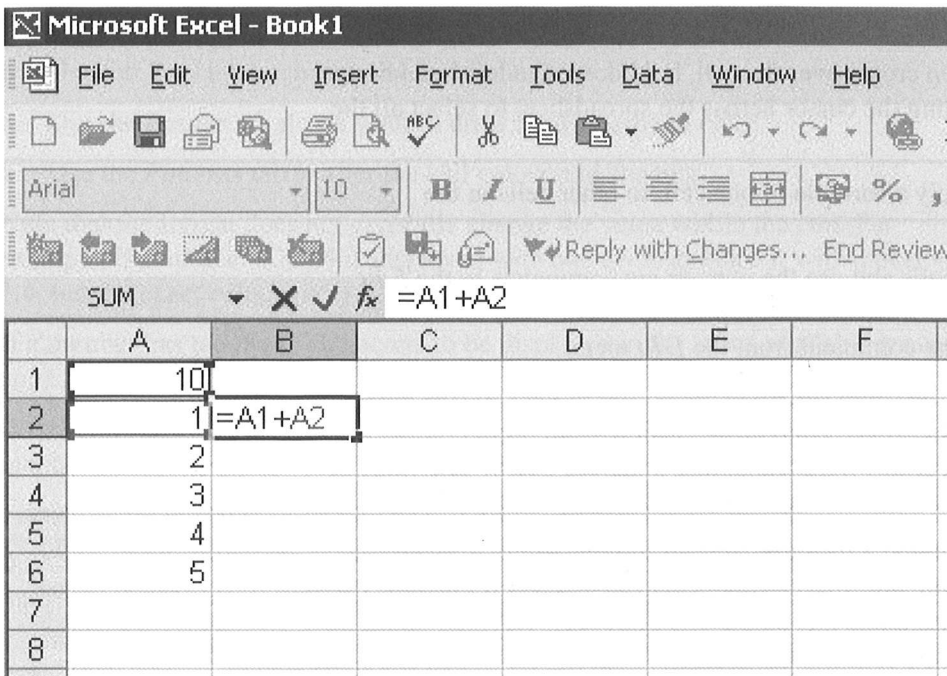 Microsoft Excel - Book1
File Edit View Insert Format Tools Data Window Help
ABC
Arial 10 B I U %,
Reply with Changes... End Review
SUM fx =A1+A2
A B C D E F
1 10
2 1 =A1+A2
3 2
4 3
5 4
6 5
7
8